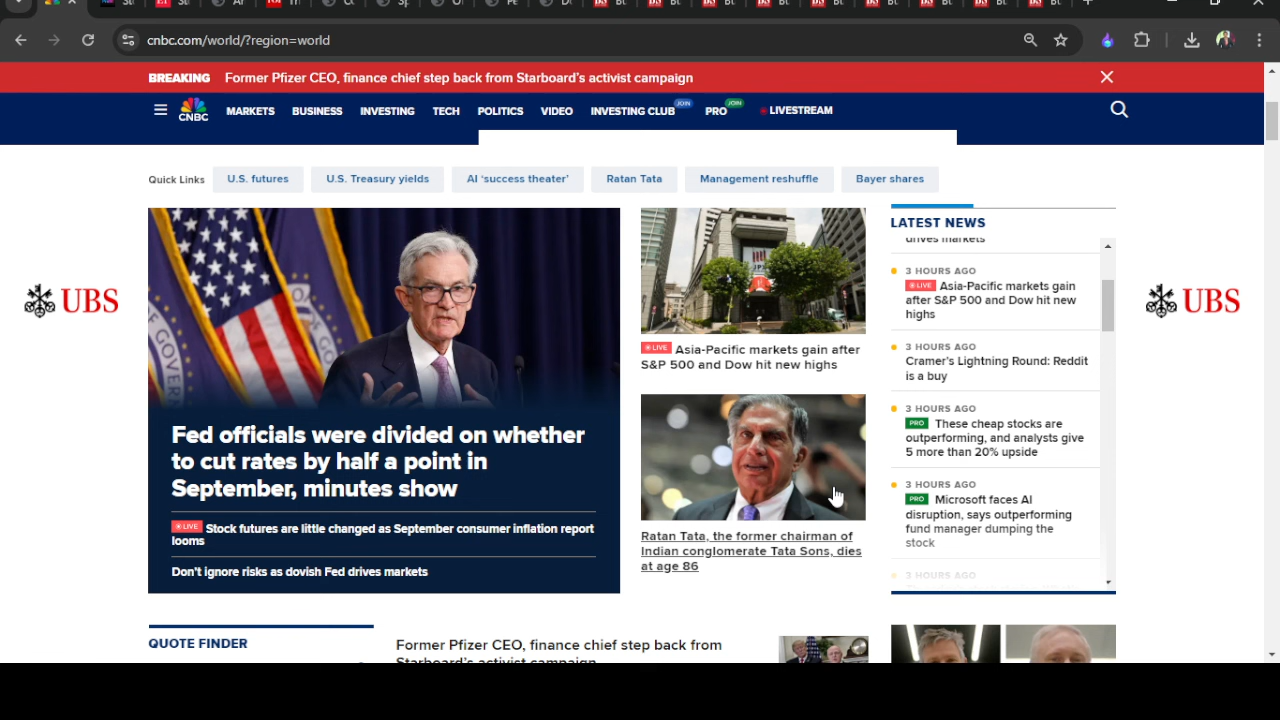 cnbc.com/world/?region=world
BREAKING Former Pfizer CEO, finance chief step back from Starboard's activist campaign
CNBC MARKETS BUSINESS INVESTING TECH POLITICS VIDEO INVESTING CLUB JOIN PRO JOIN LIVESTREAM
Quick Links U.S. futures U.S. Treasury yields AI ‘success theater’ Ratan Tata Management reshuffle Bayer shares
UBS
Fed officials were divided on whether
to cut rates by half a point in
September, minutes show
LIVE Stock futures are little changed as September consumer inflation report
looms
Don't ignore risks as dovish Fed drives markets
LIVE Asia-Pacific markets gain after
S&P 500 and Dow hit new highs
Ratan Tata, the former chairman of
Indian conglomerate Tata Sons, dies
at age 86
LATEST NEWS
drives markets
3 HOURS AGO
LIVE Asia-Pacific markets gain
after S&P 500 and Dow hit new
highs
3 HOURS AGO
Cramer's Lightning Round: Reddit
is a buy
3 HOURS AGO
PRO These cheap stocks are
outperforming, and analysts give
5 more than 20% upside
3 HOURS AGO
PRO Microsoft faces AI
disruption, says outperforming
fund manager dumping the
stock
3 HOURS AGO
UBS
QUOTE FINDER
Former Pfizer CEO, finance chief step back from
Starboard's activist campaign